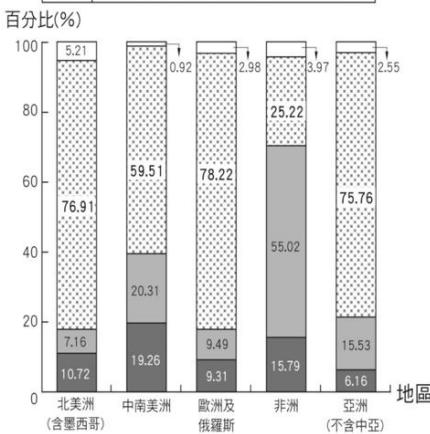 百分比(%)
100
80
60
40
20
0
5.21
76.91
7.16
10.72
0.92
59.51
20.31
19.26
2.98
78.22
9.49
9.31
3.97
25.22
55.02
15.79
2.55
75.76
15.53
6.16
北美洲
(含墨西哥)
中南美洲
歐洲及
俄羅斯
非洲
亞洲
(不含中亞)
地區